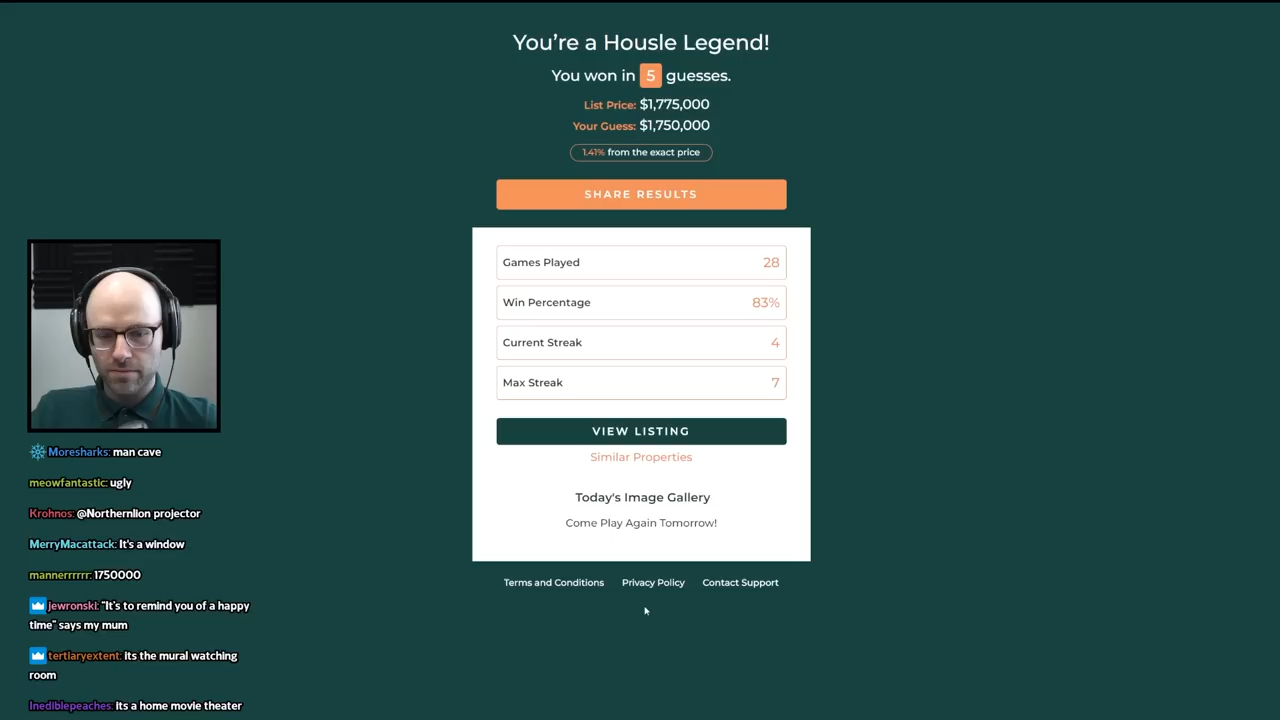 You're a Housle Legend!
You won in 5 guesses.
List Price: $1,775,000
Your Guess: $1,750,000
1.41% from the exact price
SHARE RESULTS
Games Played 28
Win Percentage 83%
Current Streak 4
Max Streak 7
VIEW LISTING
Similar Properties
Today's Image Gallery
Come Play Again Tomorrow!
Terms and Conditions Privacy Policy Contact Support
Moresharks: man cave
meowfantastic: ugly
Krohnos: @Northernlion projector
MerryMacattack: It's a window
mannerrrrrr: 1750000
jewronski: "It's to remind you of a happy
time" says my mum
tertiaryextent: its the mural watching
room
Inediblepeaches: its a home movie theater